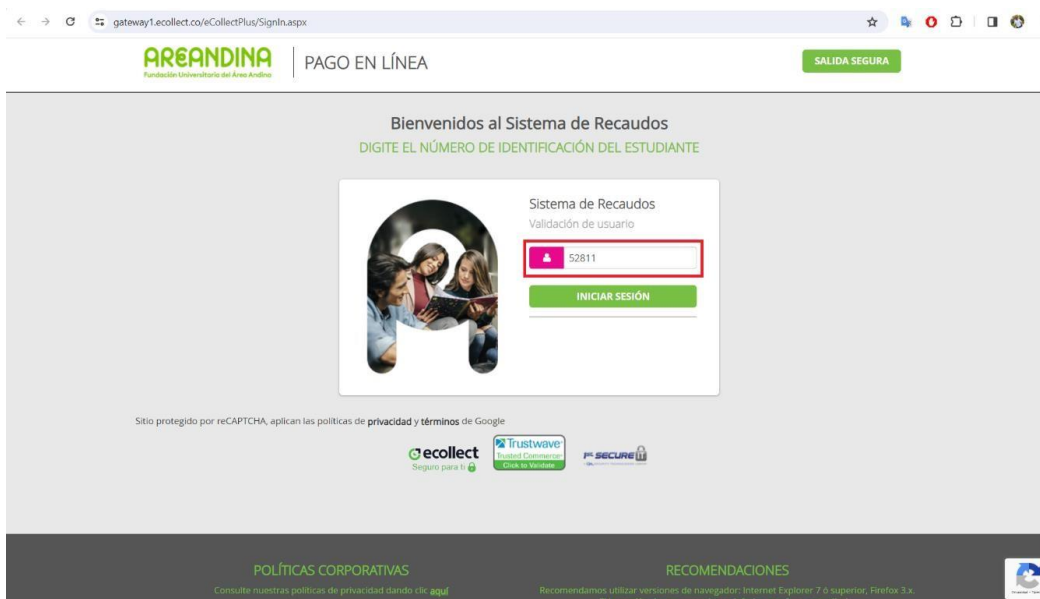 gateway1.ecollect.co/eCollectPlus/SignIn.aspx
AREANDINA
Fundación Universitaria del Área Andina
PAGO EN LÍNEA
SALIDA SEGURA
Bienvenidos al Sistema de Recaudos
DIGITE EL NÚMERO DE IDENTIFICACIÓN DEL ESTUDIANTE
Sistema de Recaudos
Validación de usuario
52811
INICIAR SESIÓN
Sitio protegido por reCAPTCHA, aplican las políticas de privacidad y términos de Google
ecollect
Seguro para ti
Trustwave
Trusted Commerce
Click to Validate
SECURE
POLÍTICAS CORPORATIVAS
Consulte nuestras políticas de privacidad dando clic aquí
RECOMENDACIONES
Recomendamos utilizar versiones de navegador: Internet Explorer 7 ó superior, Firefox 3.x.